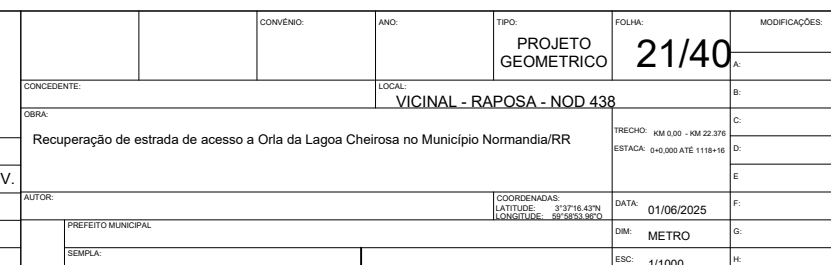 CONVÊNIO:
ANO:
TIPO:
PROJETO
GEOMETRICO
FOLHA:
21/40
MODIFICAÇÕES:
A:
CONCEDENTE:
LOCAL:
VICINAL - RAPOSA - NOD 438
B:
OBRA:
Recuperação de estrada de acesso a Orla da Lagoa Cheirosa no Município Normandia/RR
C:
TRECHO: KM 0,00 - KM 22.376
ESTACA: 0+0,000 ATÉ 1118+16
D:
E
V.
AUTOR:
COORDENADAS:
LATITUDE: 3°37'16.43"N
LONGITUDE: 59°58'53.96"O
DATA: 01/06/2025
F:
PREFEITO MUNICIPAL
DIM: METRO
G:
SEMPLA:
ESC: 1/1000
H: